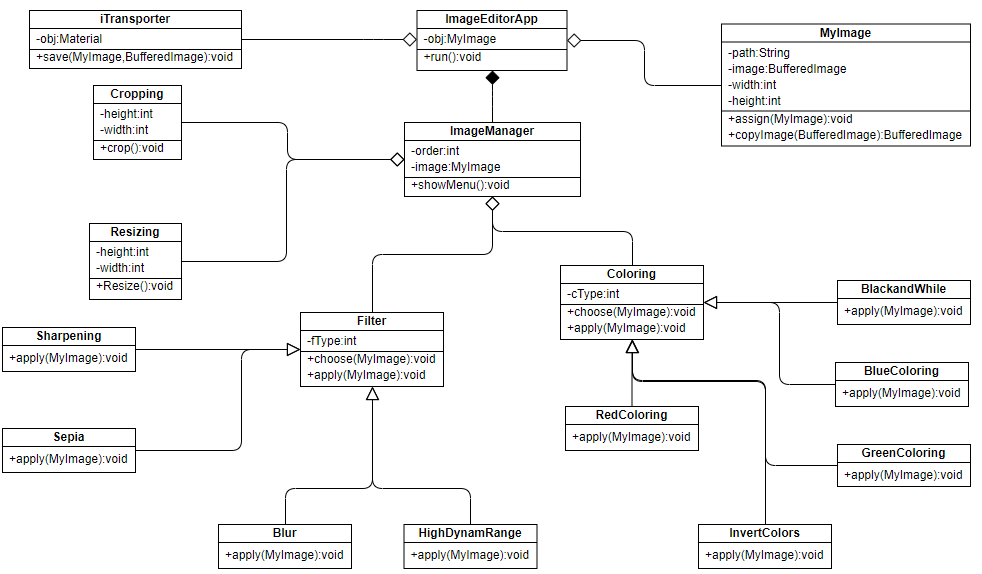 iTransporter
-obj:Material
+save(MyImage,BufferedImage):void
ImageEditorApp
-obj:MyImage
+run():void
MyImage
-path:String
-image:BufferedImage
-width:int
-height:int
+assign(MyImage):void
+copyImage(BufferedImage):BufferedImage
Cropping
-height:int
-width:int
+crop():void
ImageManager
-order:int
-image:MyImage
+showMenu():void
Resizing
-height:int
-width:int
+Resize():void
Coloring
-cType:int
+choose(MyImage):void
+apply(MyImage):void
BlackandWhile
+apply(MyImage):void
Filter
-fType:int
+choose(MyImage):void
+apply(MyImage):void
Sharpening
+apply(MyImage):void
BlueColoring
+apply(MyImage):void
RedColoring
+apply(MyImage):void
Sepia
+apply(MyImage):void
GreenColoring
+apply(MyImage):void
Blur
+apply(MyImage):void
HighDynamRange
+apply(MyImage):void
InvertColors
+apply(MyImage):void